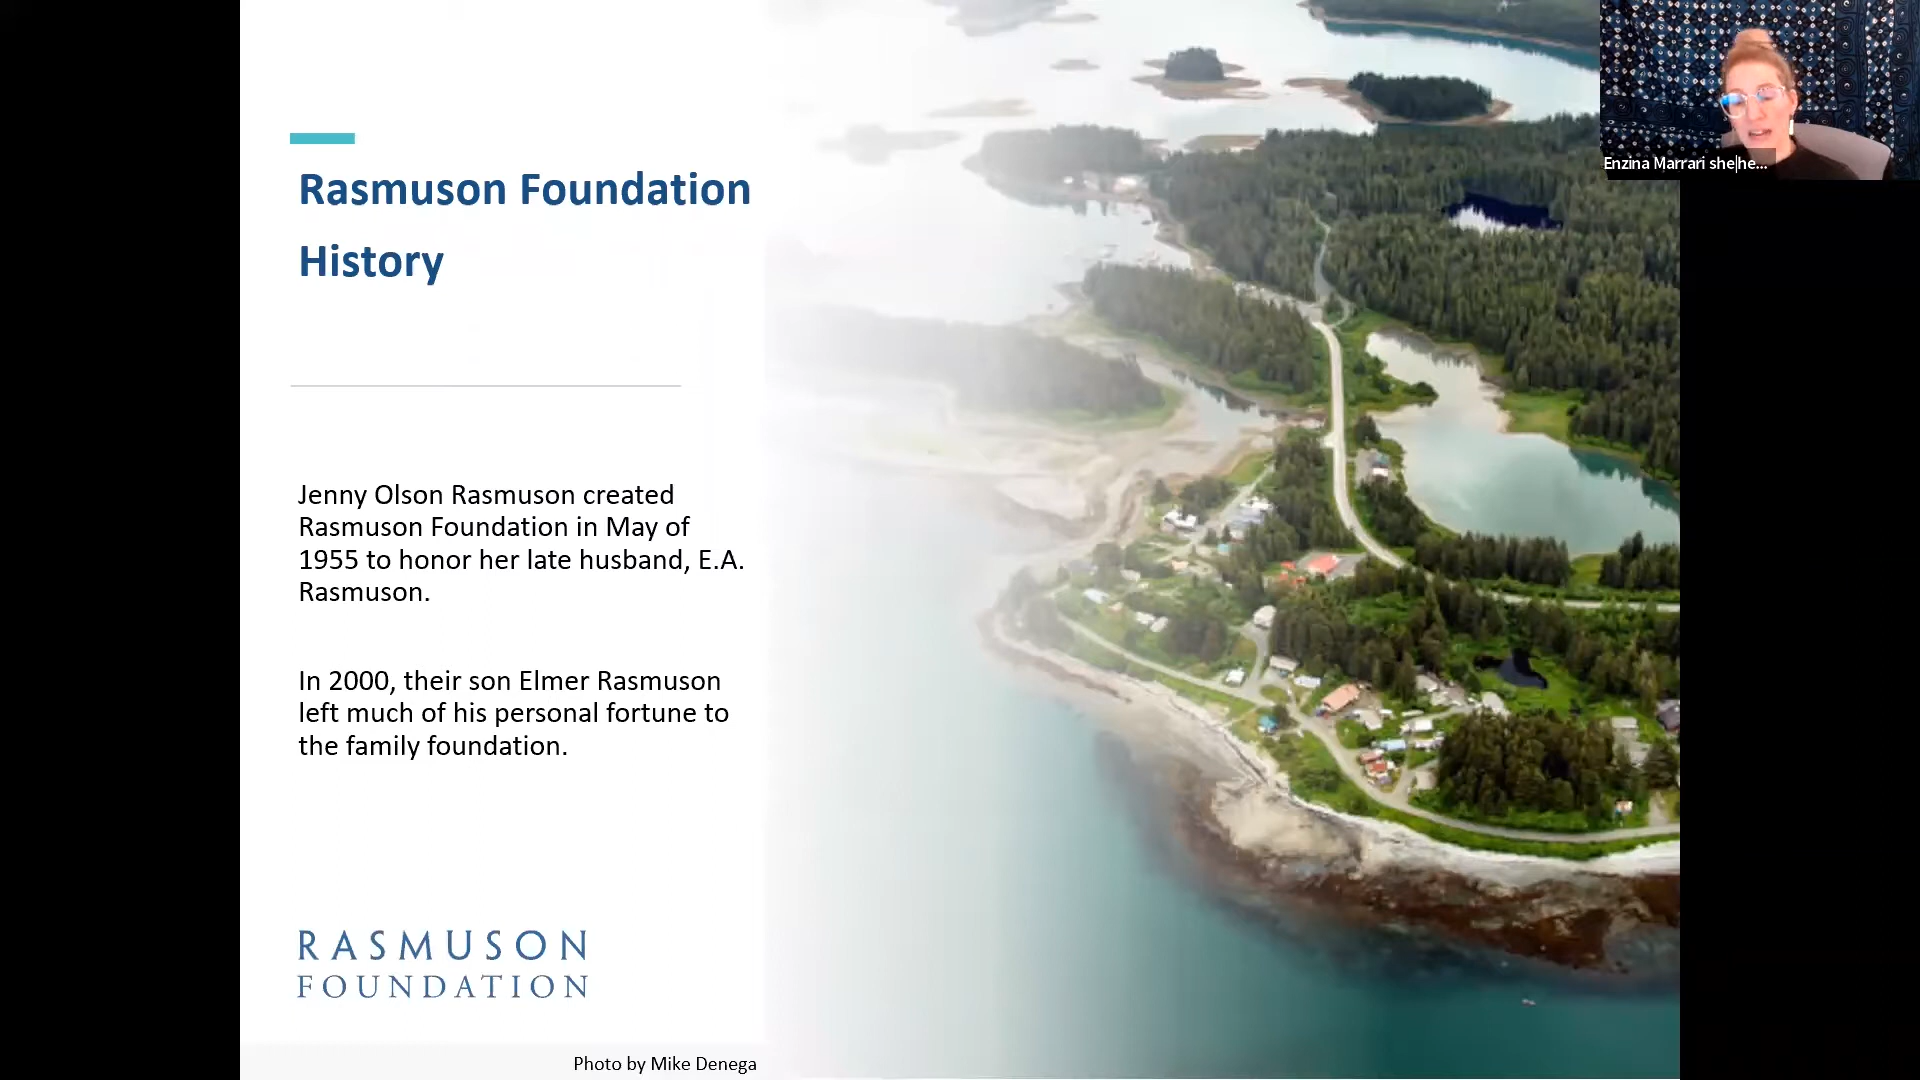 Rasmuson Foundation
History
Jenny Olson Rasmuson created
Rasmuson Foundation in May of
1955 to honor her late husband, E.A.
Rasmuson.
In 2000, their son Elmer Rasmuson
left much of his personal fortune to
the family foundation.
RASMUSON
FOUNDATION
Photo by Mike Denega
Enzina Marrari she|he...